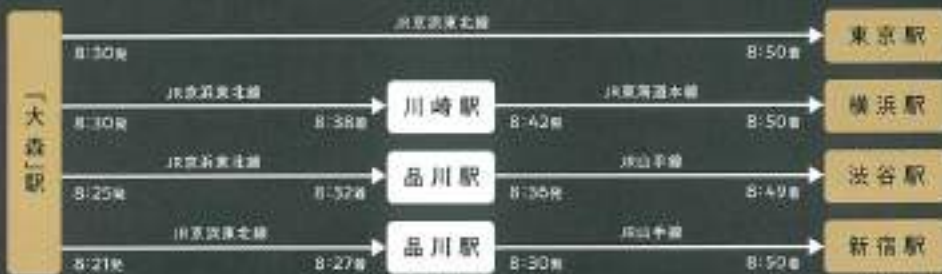 「大森」駅
JR京浜東北線
8:30発
8:50着
東京駅
JR京浜東北線
8:30発
8:38着
川崎駅
JR東海道本線
8:42発
8:50着
横浜駅
JR京浜東北線
8:25発
8:32着
品川駅
JR山手線
8:36発
8:49着
渋谷駅
JR京浜東北線
8:21発
8:27着
品川駅
JR山手線
8:30発
8:50着
新宿駅